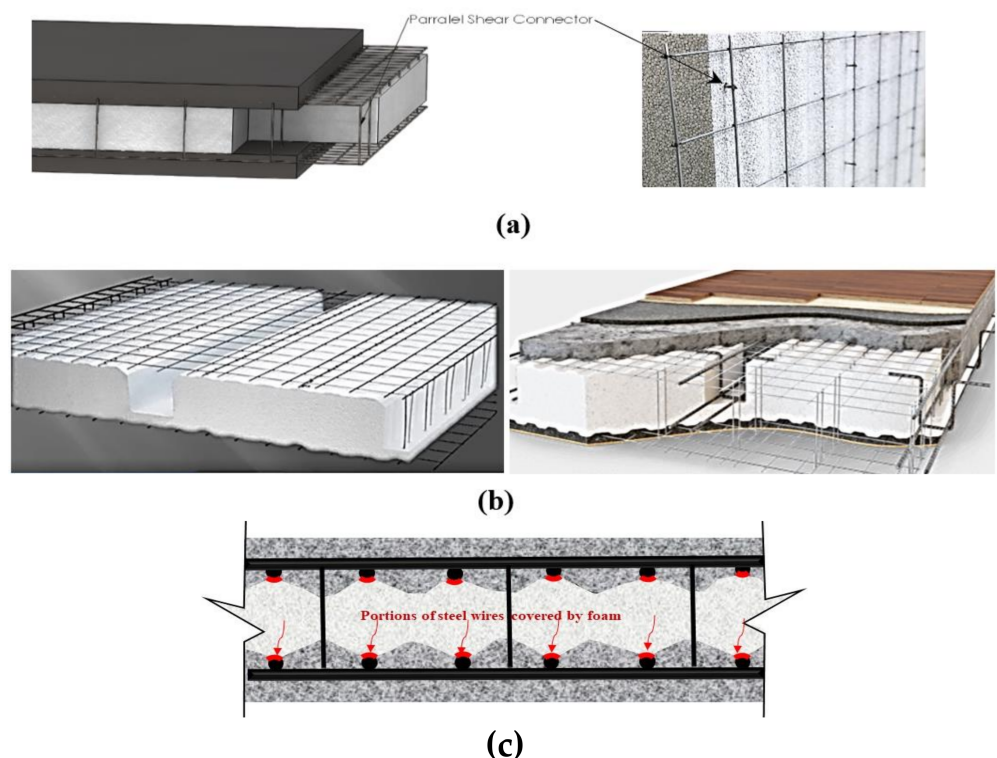 Parralel Shear Connector
(a)
(b)
Portions of steel wires covered by foam
(c)